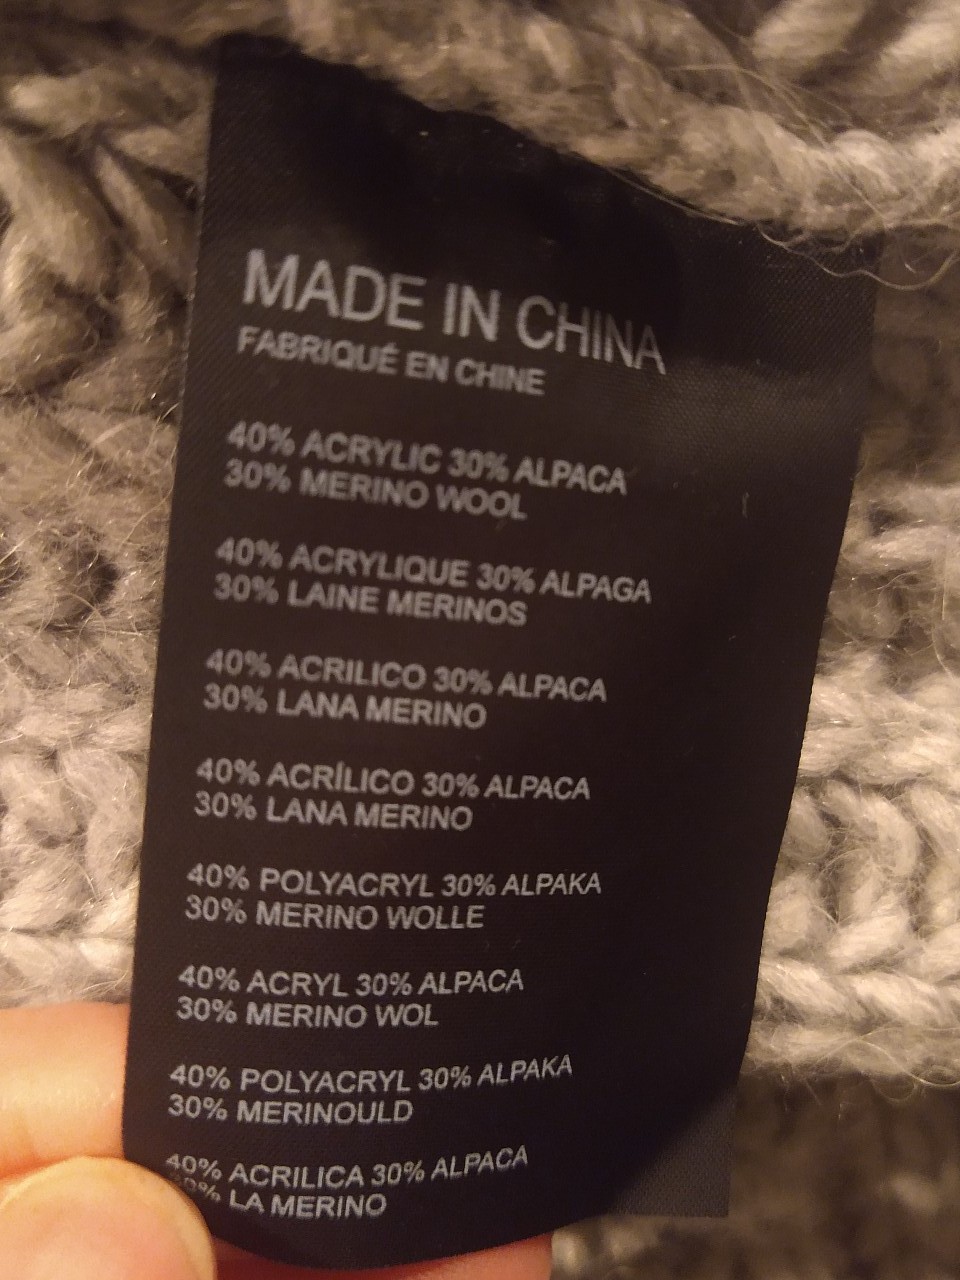 MADE IN CHINA
FABRIQUÉ EN CHINE
40% ACRYLIC 30% ALPACA
30% MERINO WOOL
40% ACRYLIQUE 30% ALPAGA
30% LAINE MERINOS
40% ACRILICO 30% ALPACA
30% LANA MERINO
40% ACRÍLICO 30% ALPACA
30% LANA MERINO
40% POLYACRYL 30% ALPAKA
30% MERINO WOLLE
40% ACRYL 30% ALPACA
30% MERINO WOL
40% POLYACRYL 30% ALPAKA
30% MERINOULD
40% ACRILICA 30% ALPACA
LA MERINO